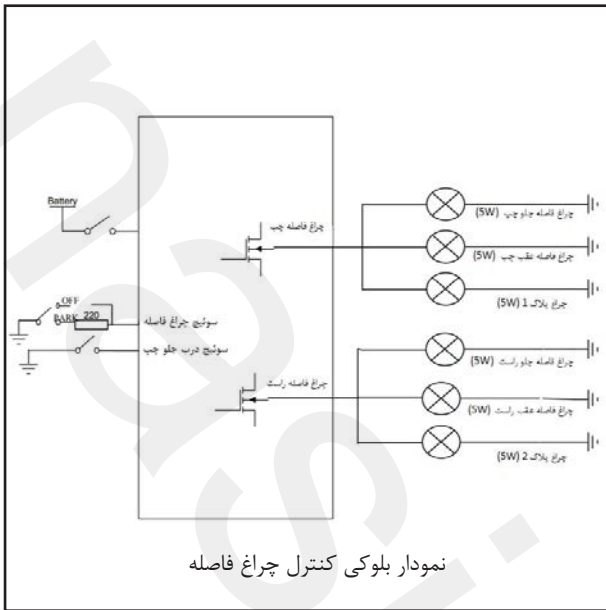 Battery
OFF
PARK
220
سوئیچ چراغ فاصله
سوئیچ درب جلو چپ
چراغ فاصله چپ
چراغ فاصله راست
چراغ فاصله جلو چپ (5W)
چراغ فاصله عقب چپ (5W)
چراغ پلاک 1 (5W)
چراغ فاصله جلو راست (5W)
چراغ فاصله عقب راست (5W)
چراغ پلاک 2 (5W)
نمودار بلوکی کنترل چراغ فاصله